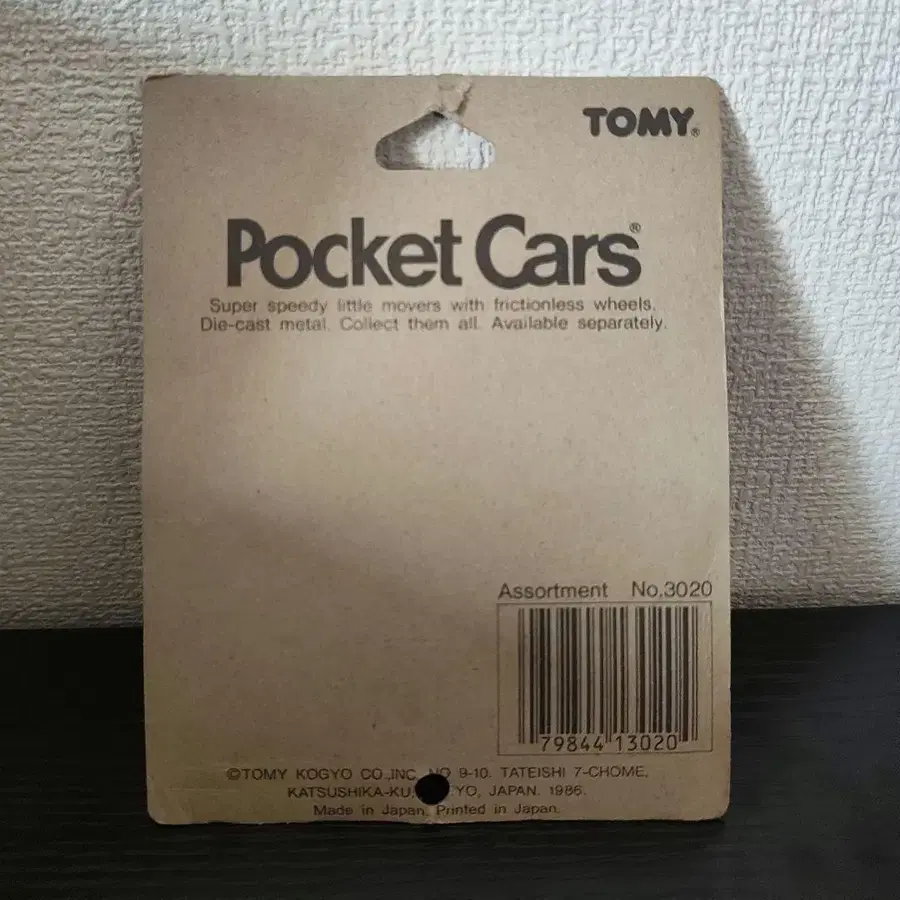 TOMY®
Pocket Cars®
Super speedy little movers with frictionless wheels.
Die-cast metal. Collect them all. Available separately.
Assortment No.3020
79844 13020
©TOMY KOGYO CO.,INC. NO 9-10. TATEISHI 7-CHOME,
KATSUSHIKA-KU, YO, JAPAN. 1986.
Made in Japan. Printed in Japan.